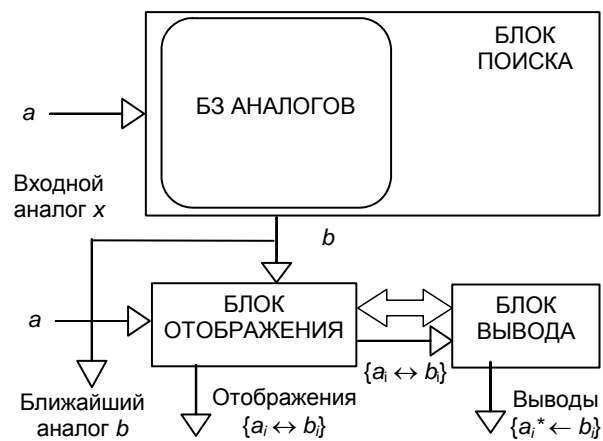 БЛОК
ПОИСКА
БЗ АНАЛОГОВ
a
Входной
аналог x
b
a
БЛОК
ОТОБРАЖЕНИЯ
БЛОК
ВЫВОДА
{ai ↔ bi}
Ближайший
аналог b
Отображения
{ai ↔ bi}
Выводы
{ai* ← bi}